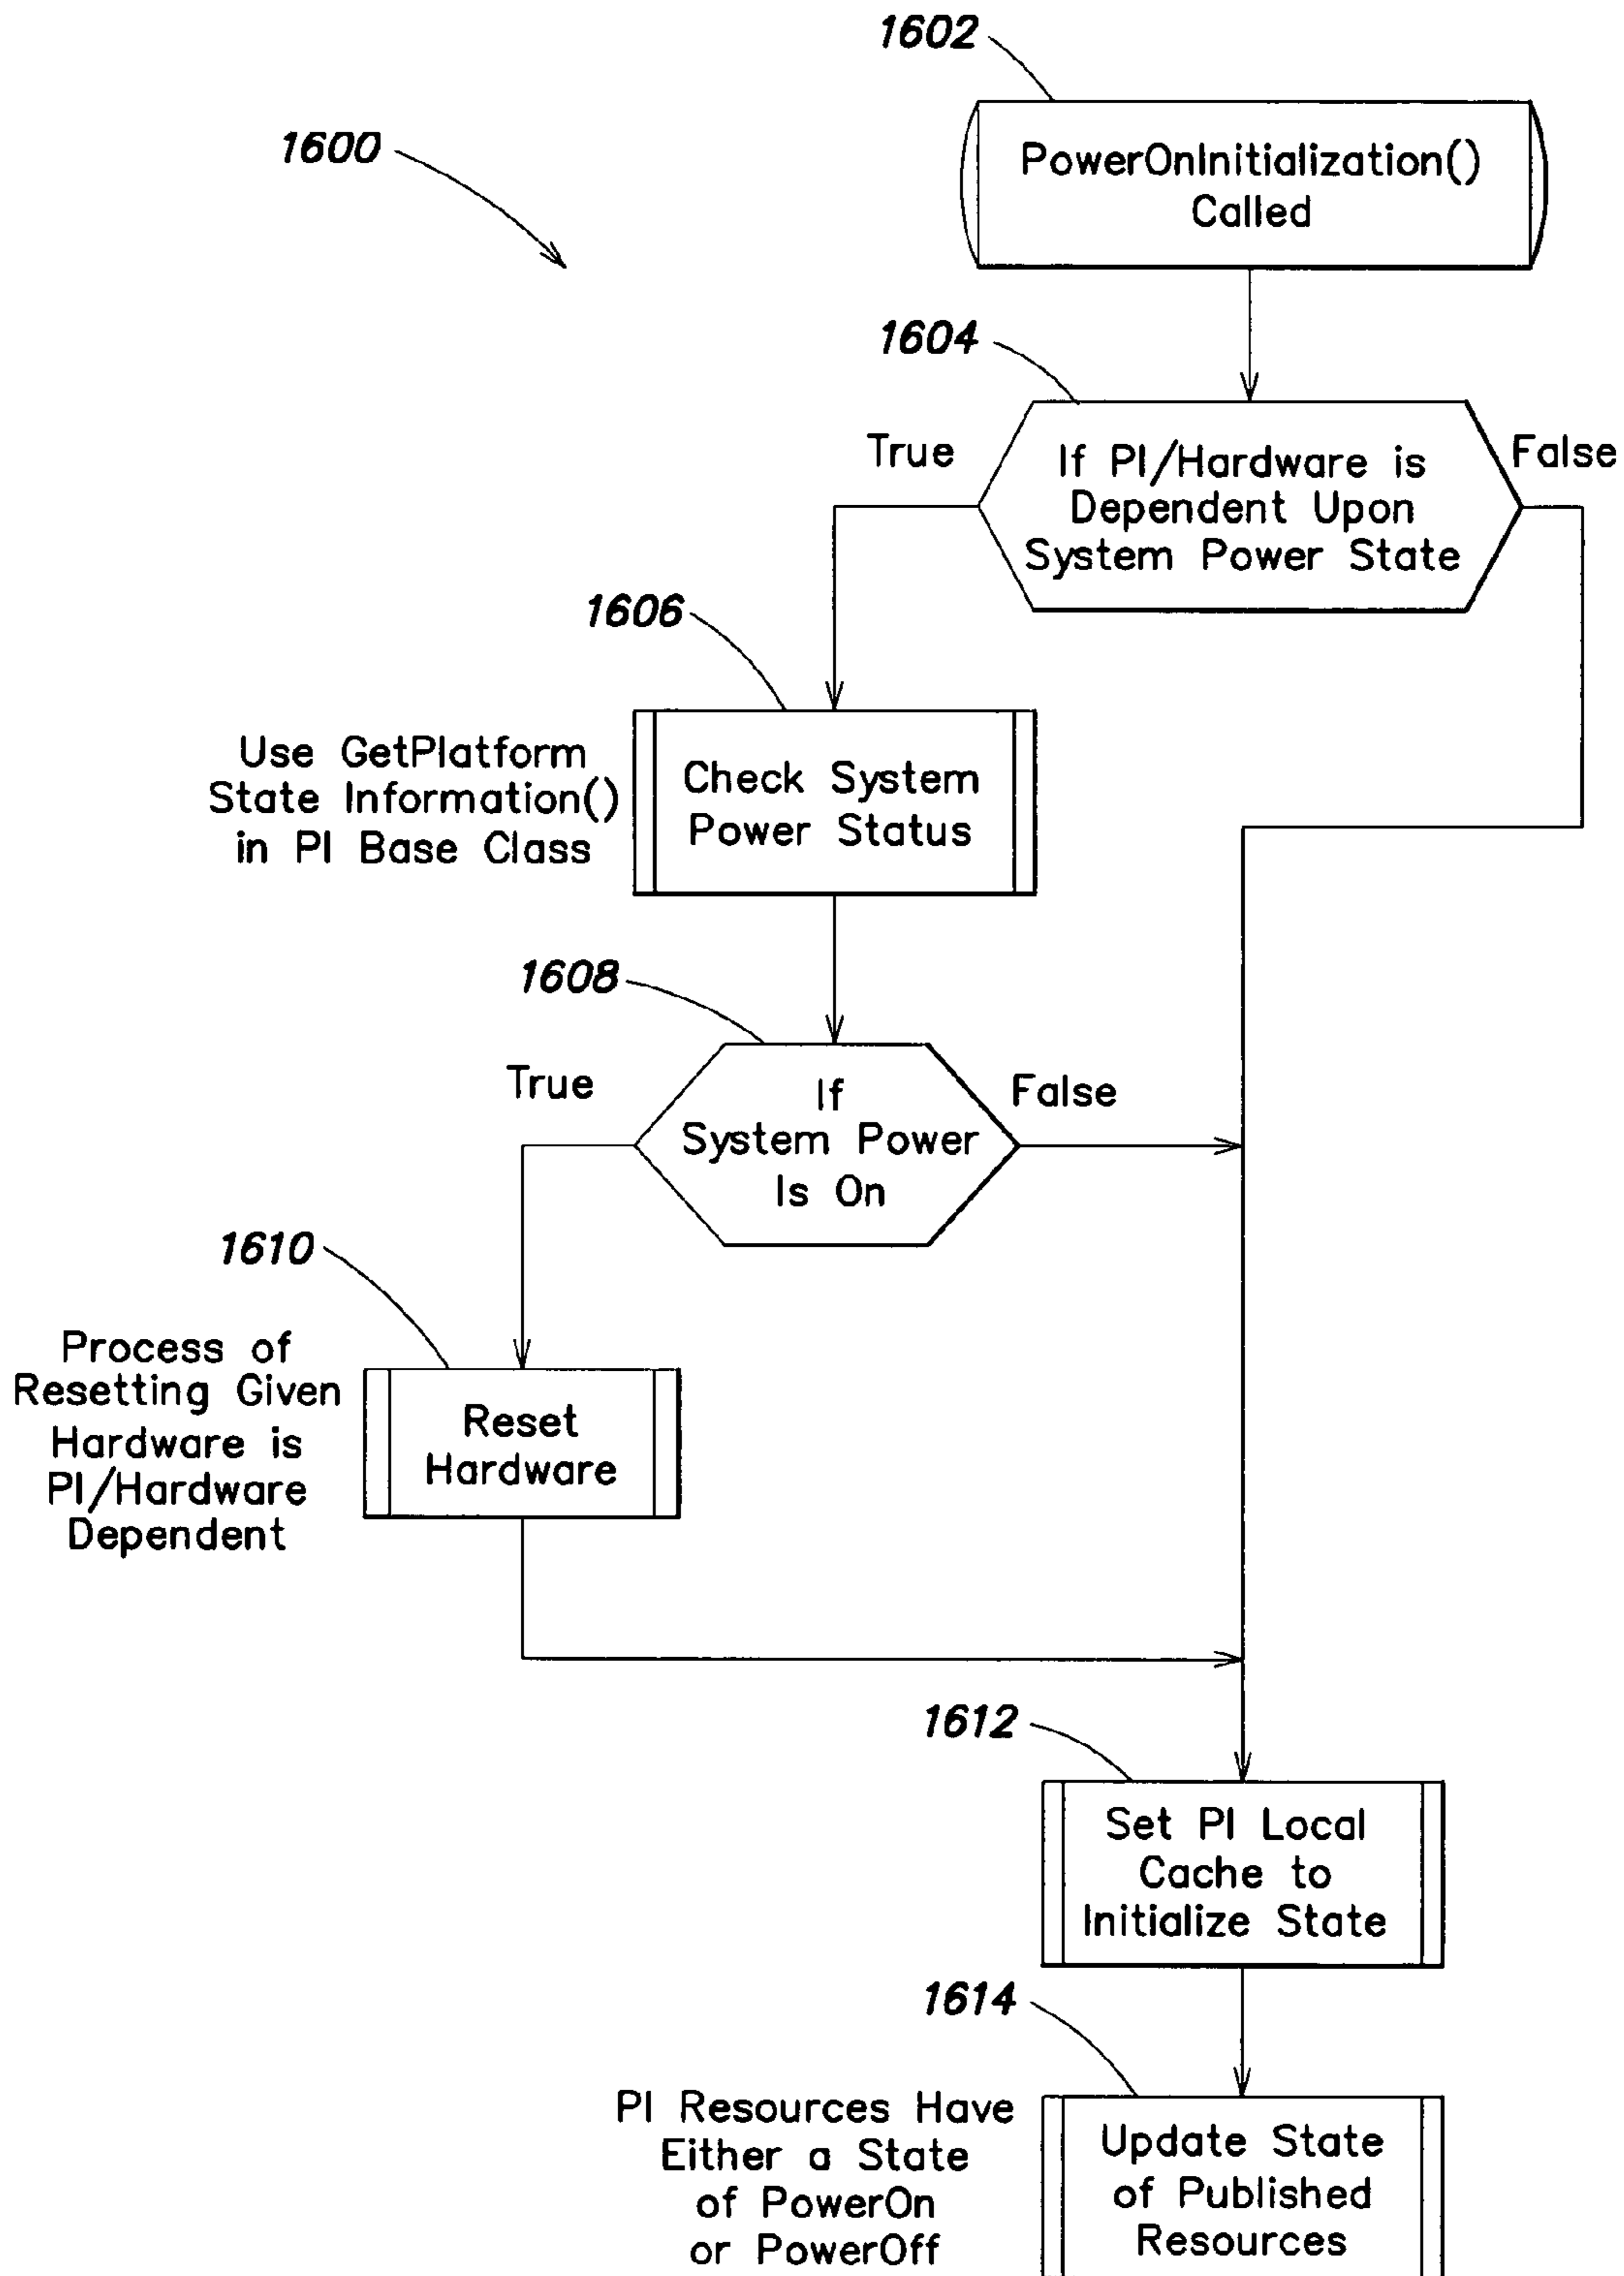 1602
1600
PowerOnInitialization()
Called
1604
True
False
If PI/Hardware is
Dependent Upon
System Power State
1606
Use GetPlatform
State Information()
in PI Base Class
Check System
Power Status
1608
True
False
If
System Power
Is On
1610
Process of
Resetting Given
Hardware is
PI/Hardware
Dependent
Reset
Hardware
1612
Set PI Local
Cache to
Initialize State
1614
PI Resources Have
Either a State
of PowerOn
or PowerOff
Update State
of Published
Resources